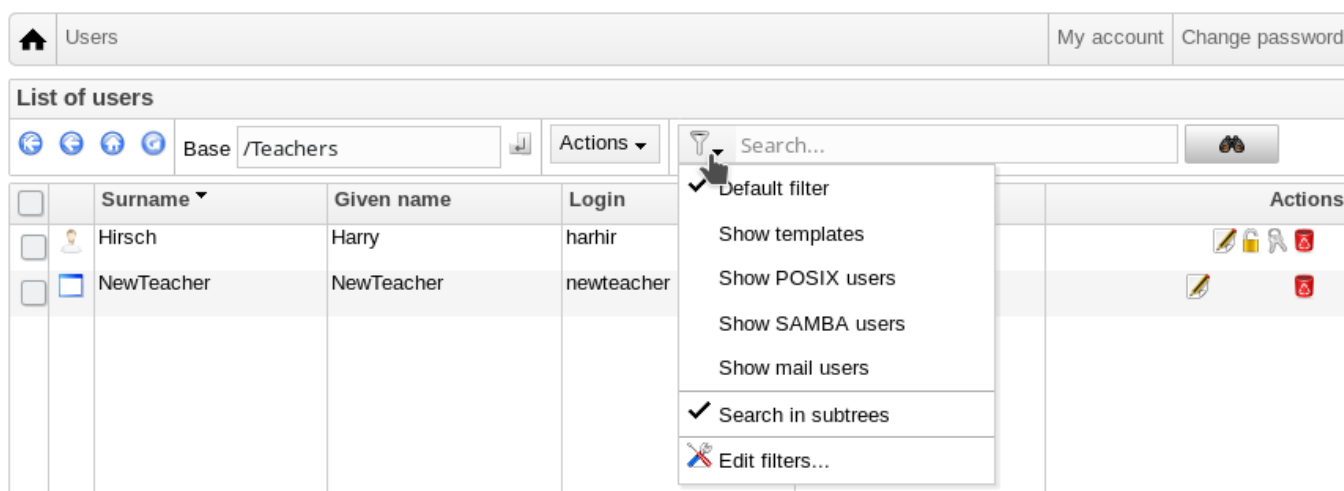 Users My account Change password
List of users
Base /Teachers Actions Search...
Surname Given name Login Actions
Hirsch Harry harhir
NewTeacher NewTeacher newteacher
Default filter
Show templates
Show POSIX users
Show SAMBA users
Show mail users
Search in subtrees
Edit filters...